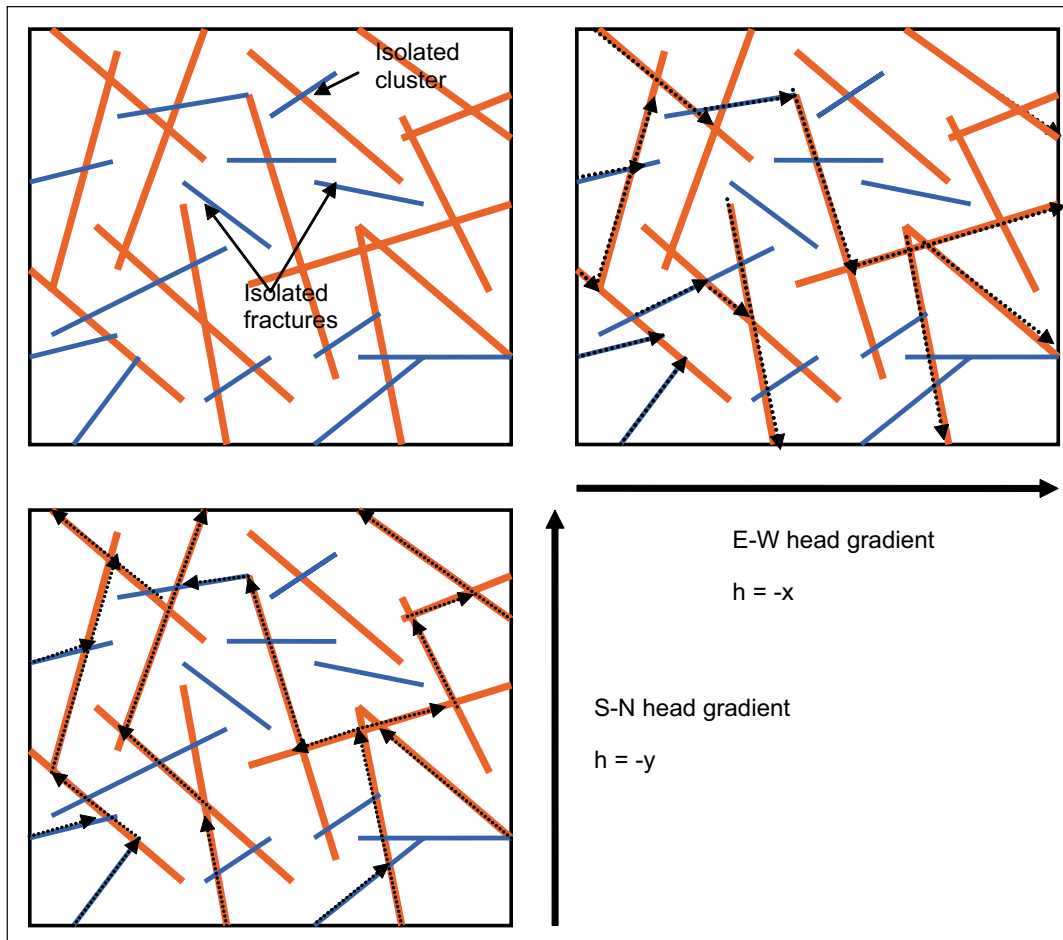 Isolated
cluster
Isolated
fractures
E-W head gradient
h = -x
S-N head gradient
h = -y